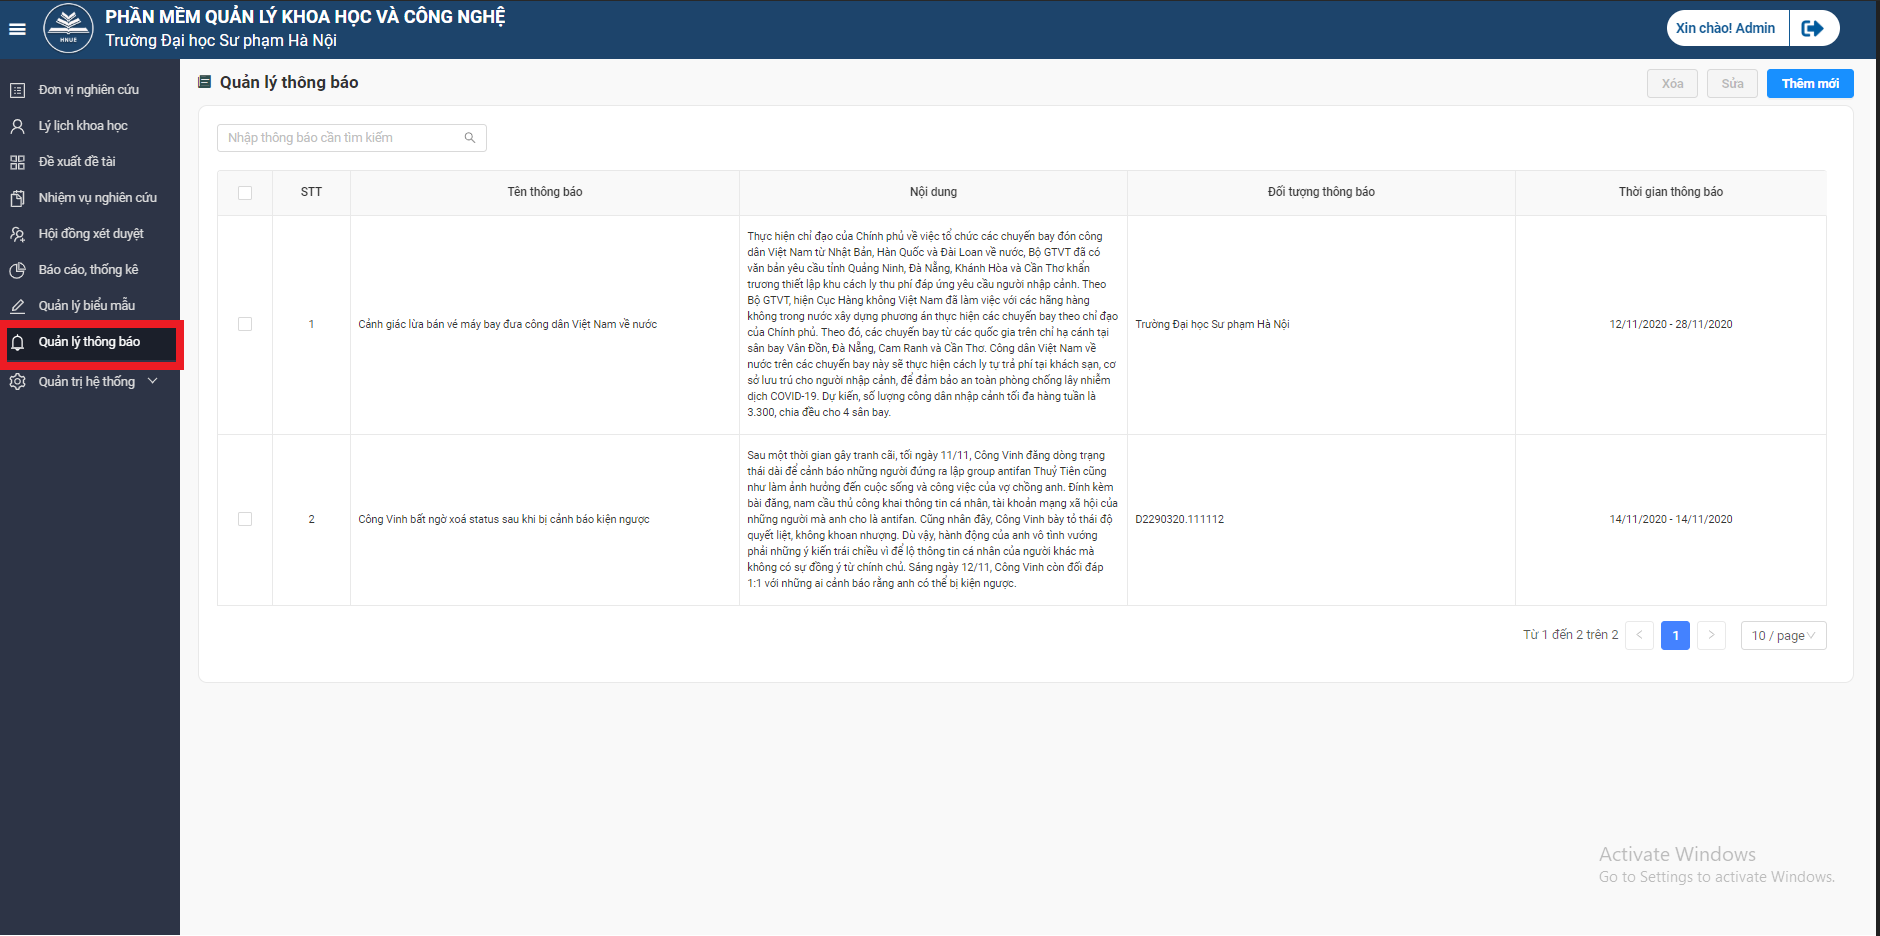 PHẦN MỀM QUẢN LÝ KHOA HỌC VÀ CÔNG NGHỆ
Trường Đại học Sư phạm Hà Nội
HNUE
Xin chào! Admin
Đơn vị nghiên cứu
Lý lịch khoa học
Đề xuất đề tài
Nhiệm vụ nghiên cứu
Hội đồng xét duyệt
Báo cáo, thống kê
Quản lý biểu mẫu
Quản lý thông báo
Quản trị hệ thống
Quản lý thông báo
Xóa
Sửa
Thêm mới
Nhập thông báo cần tìm kiếm
STT
Tên thông báo
Nội dung
Đối tượng thông báo
Thời gian thông báo
1
Cảnh giác lừa bán vé máy bay đưa công dân Việt Nam về nước
Thực hiện chỉ đạo của Chính phủ về việc tổ chức các chuyến bay đón công
dân Việt Nam từ Nhật Bản, Hàn Quốc và Đài Loan về nước, Bộ GTVT đã có
văn bản yêu cầu tỉnh Quảng Ninh, Đà Nẵng, Khánh Hòa và Cần Thơ khẩn
trương thiết lập khu cách ly thu phí đáp ứng yêu cầu người nhập cảnh. Theo
Bộ GTVT, hiện Cục Hàng không Việt Nam đã làm việc với các hãng hàng
không trong nước xây dựng phương án thực hiện các chuyến bay theo chỉ đạo
của Chính phủ. Theo đó, các chuyến bay từ các quốc gia trên chỉ hạ cánh tại
sân bay Vân Đồn, Đà Nẵng, Cam Ranh và Cần Thơ. Công dân Việt Nam về
nước trên các chuyến bay này sẽ thực hiện cách ly tự trả phí tại khách sạn, cơ
sở lưu trú cho người nhập cảnh, để đảm bảo an toàn phòng chống lây nhiễm
dịch COVID-19. Dự kiến, số lượng công dân nhập cảnh tối đa hàng tuần là
3.300, chia đều cho 4 sân bay.
Trường Đại học Sư phạm Hà Nội
12/11/2020 - 28/11/2020
2
Công Vinh bất ngờ xoá status sau khi bị cảnh báo kiện ngược
Sau một thời gian gây tranh cãi, tối ngày 11/11, Công Vinh đăng dòng trạng
thái dài để cảnh báo những người đứng ra lập group antifan Thuỷ Tiên cũng
như làm ảnh hưởng đến cuộc sống và công việc của vợ chồng anh. Đính kèm
bài đăng, nam cầu thủ công khai thông tin cá nhân, tài khoản mạng xã hội của
những người mà anh cho là antifan. Cũng nhân đây, Công Vinh bày tỏ thái độ
quyết liệt, không khoan nhượng. Dù vậy, hành động của anh vô tình vướng
phải những ý kiến trái chiều vì để lộ thông tin cá nhân của người khác mà
không có sự đồng ý từ chính chủ. Sáng ngày 12/11, Công Vinh còn đối đáp
1:1 với những ai cảnh báo rằng anh có thể bị kiện ngược.
D2290320.111112
14/11/2020 - 14/11/2020
Từ 1 đến 2 trên 2
1
10 / page
Activate Windows
Go to Settings to activate Windows.